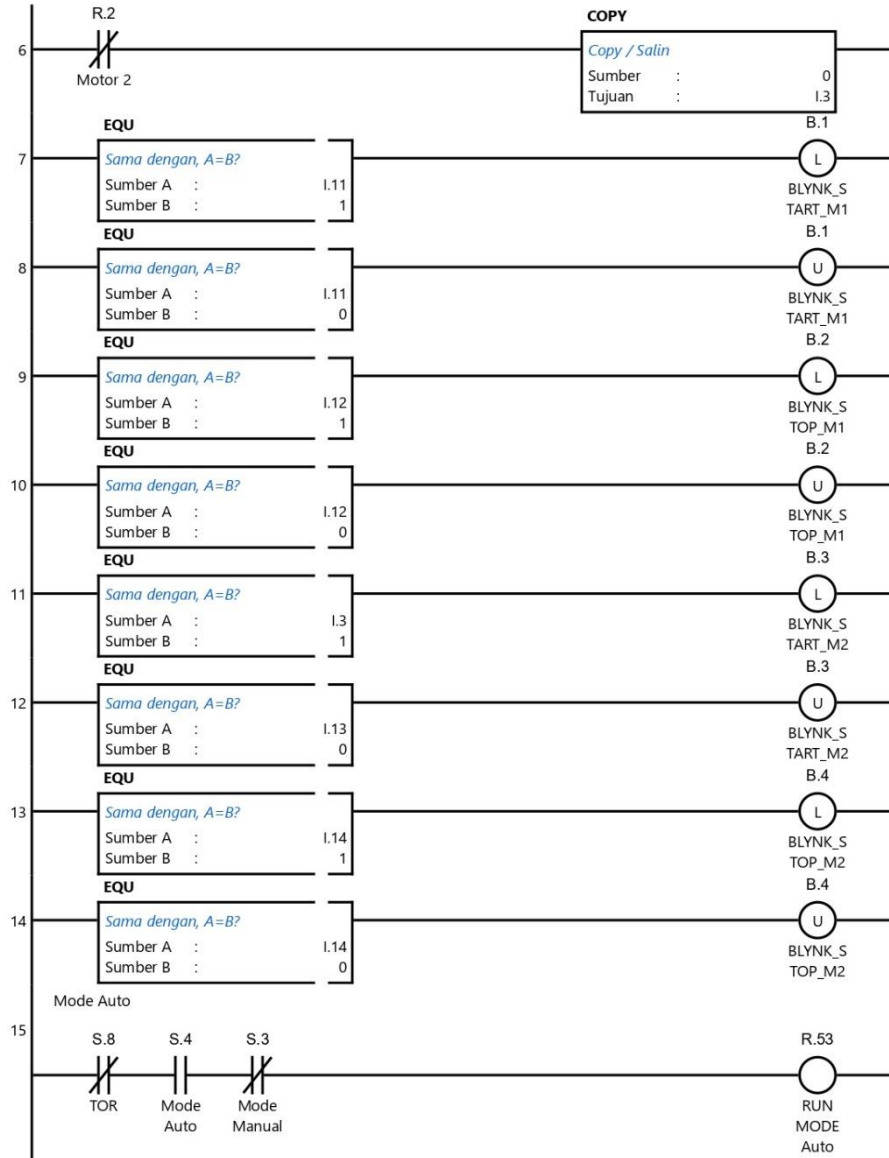 R.2
COPY
6
Copy / Salin
Sumber : 0
Motor 2
Tujuan : I.3
EQU
B.1
7
Sama dengan, A=B?
L
Sumber A : I.11
BLYNK_S
Sumber B : 1
TART_M1
EQU
B.1
8
Sama dengan, A=B?
U
Sumber A : I.11
BLYNK_S
Sumber B : 0
TART_M1
EQU
B.2
9
Sama dengan, A=B?
L
Sumber A : I.12
BLYNK_S
Sumber B : 1
TOP_M1
EQU
B.2
10
Sama dengan, A=B?
U
Sumber A : I.12
BLYNK_S
Sumber B : 0
TOP_M1
EQU
B.3
11
Sama dengan, A=B?
L
Sumber A : I.3
BLYNK_S
Sumber B : 1
TART_M2
EQU
B.3
12
Sama dengan, A=B?
U
Sumber A : I.13
BLYNK_S
Sumber B : 0
TART_M2
EQU
B.4
13
Sama dengan, A=B?
L
Sumber A : I.14
BLYNK_S
Sumber B : 1
TOP_M2
EQU
B.4
14
Sama dengan, A=B?
U
Sumber A : I.14
BLYNK_S
Sumber B : 0
TOP_M2
Mode Auto
15
S.8 S.4 S.3 R.53
TOR Mode Mode RUN
Auto Manual MODE
Auto